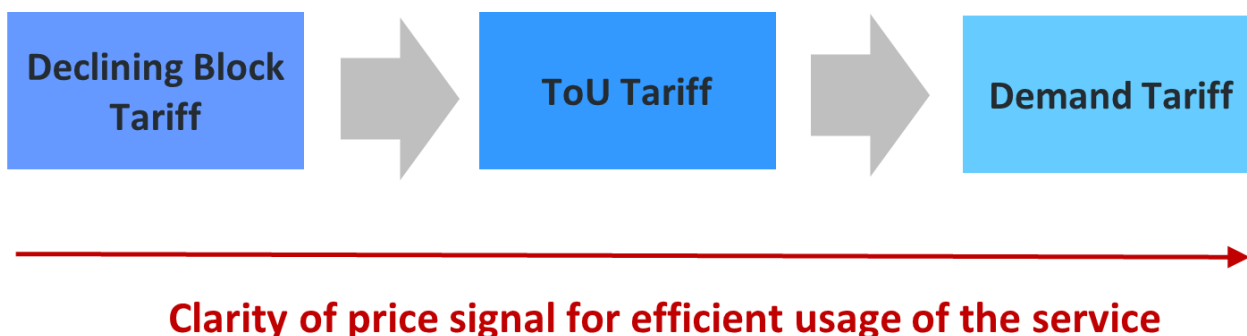 Declining Block
Tariff
ToU Tariff
Demand Tariff
Clarity of price signal for efficient usage of the service